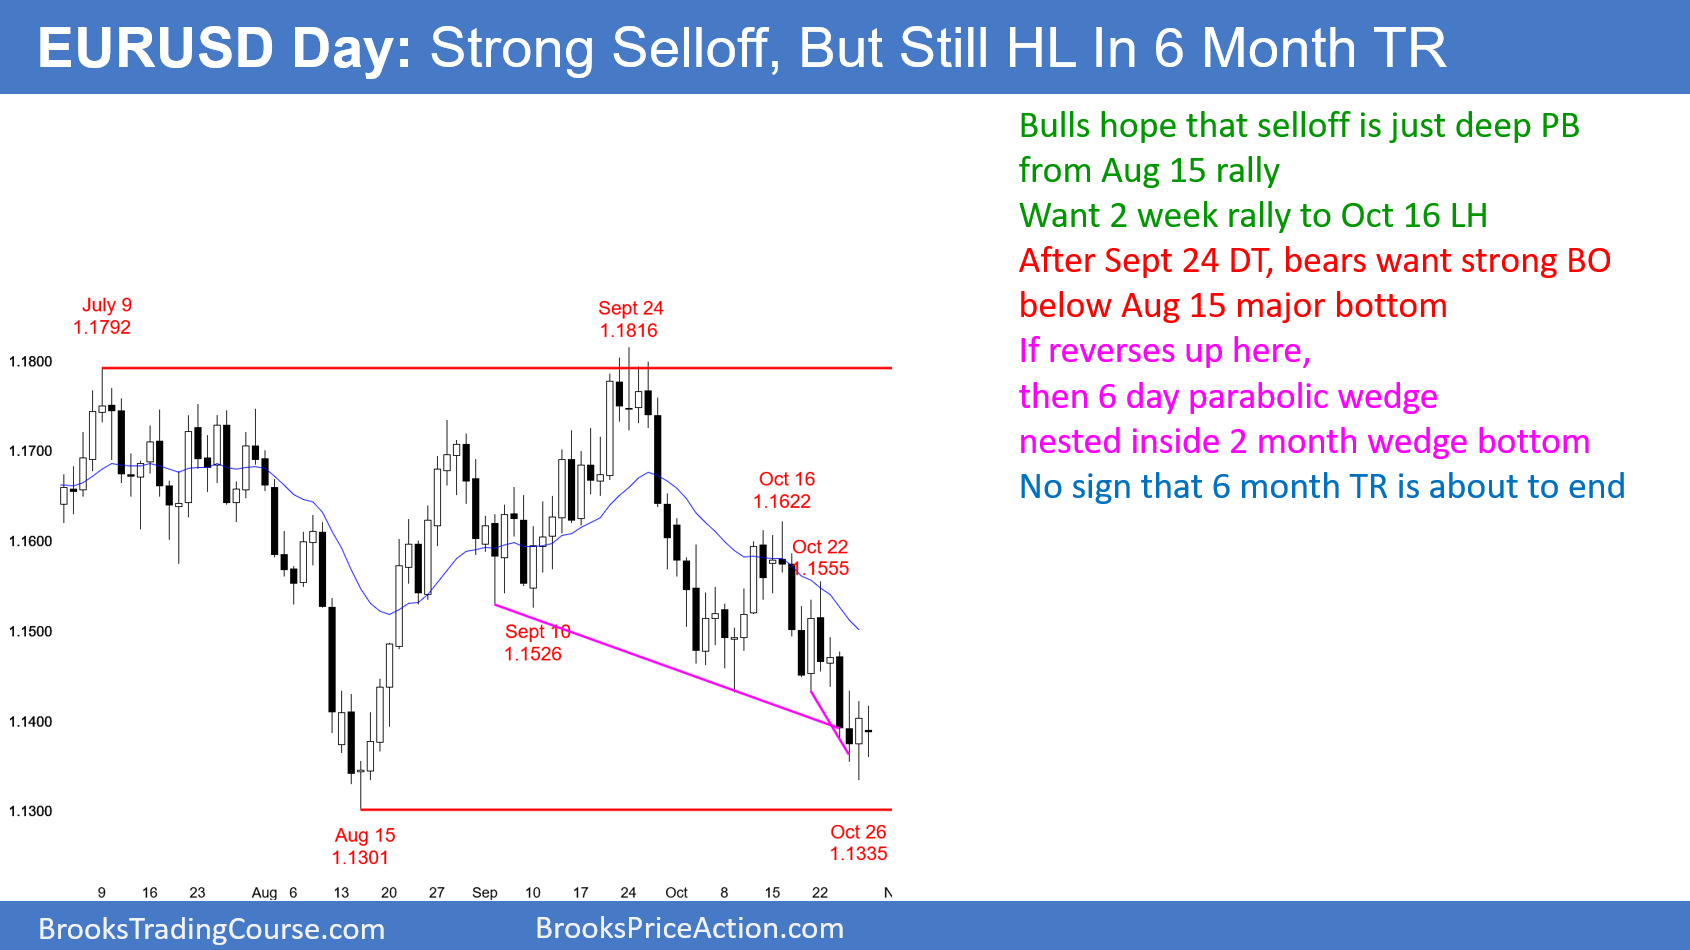 EURUSD Day: Strong Selloff, But Still HL In 6 Month TR
Bulls hope that selloff is just deep PB
from Aug 15 rally
Want 2 week rally to Oct 16 LH
After Sept 24 DT, bears want strong BO
below Aug 15 major bottom
If reverses up here,
then 6 day parabolic wedge
nested inside 2 month wedge bottom
No sign that 6 month TR is about to end
July 9
1.1792
Sept 24
1.1816
Oct 16
1.1622
Oct 22
1.1555
Sept 10
1.1526
Aug 15
1.1301
Oct 26
1.1335
1.1800
1.1700
1.1600
1.1500
1.1400
1.1300
9 16 23 Aug 6 13 20 27 Sep 10 17 24 Oct 8 15 22 N
BrooksTradingCourse.com
BrooksPriceAction.com